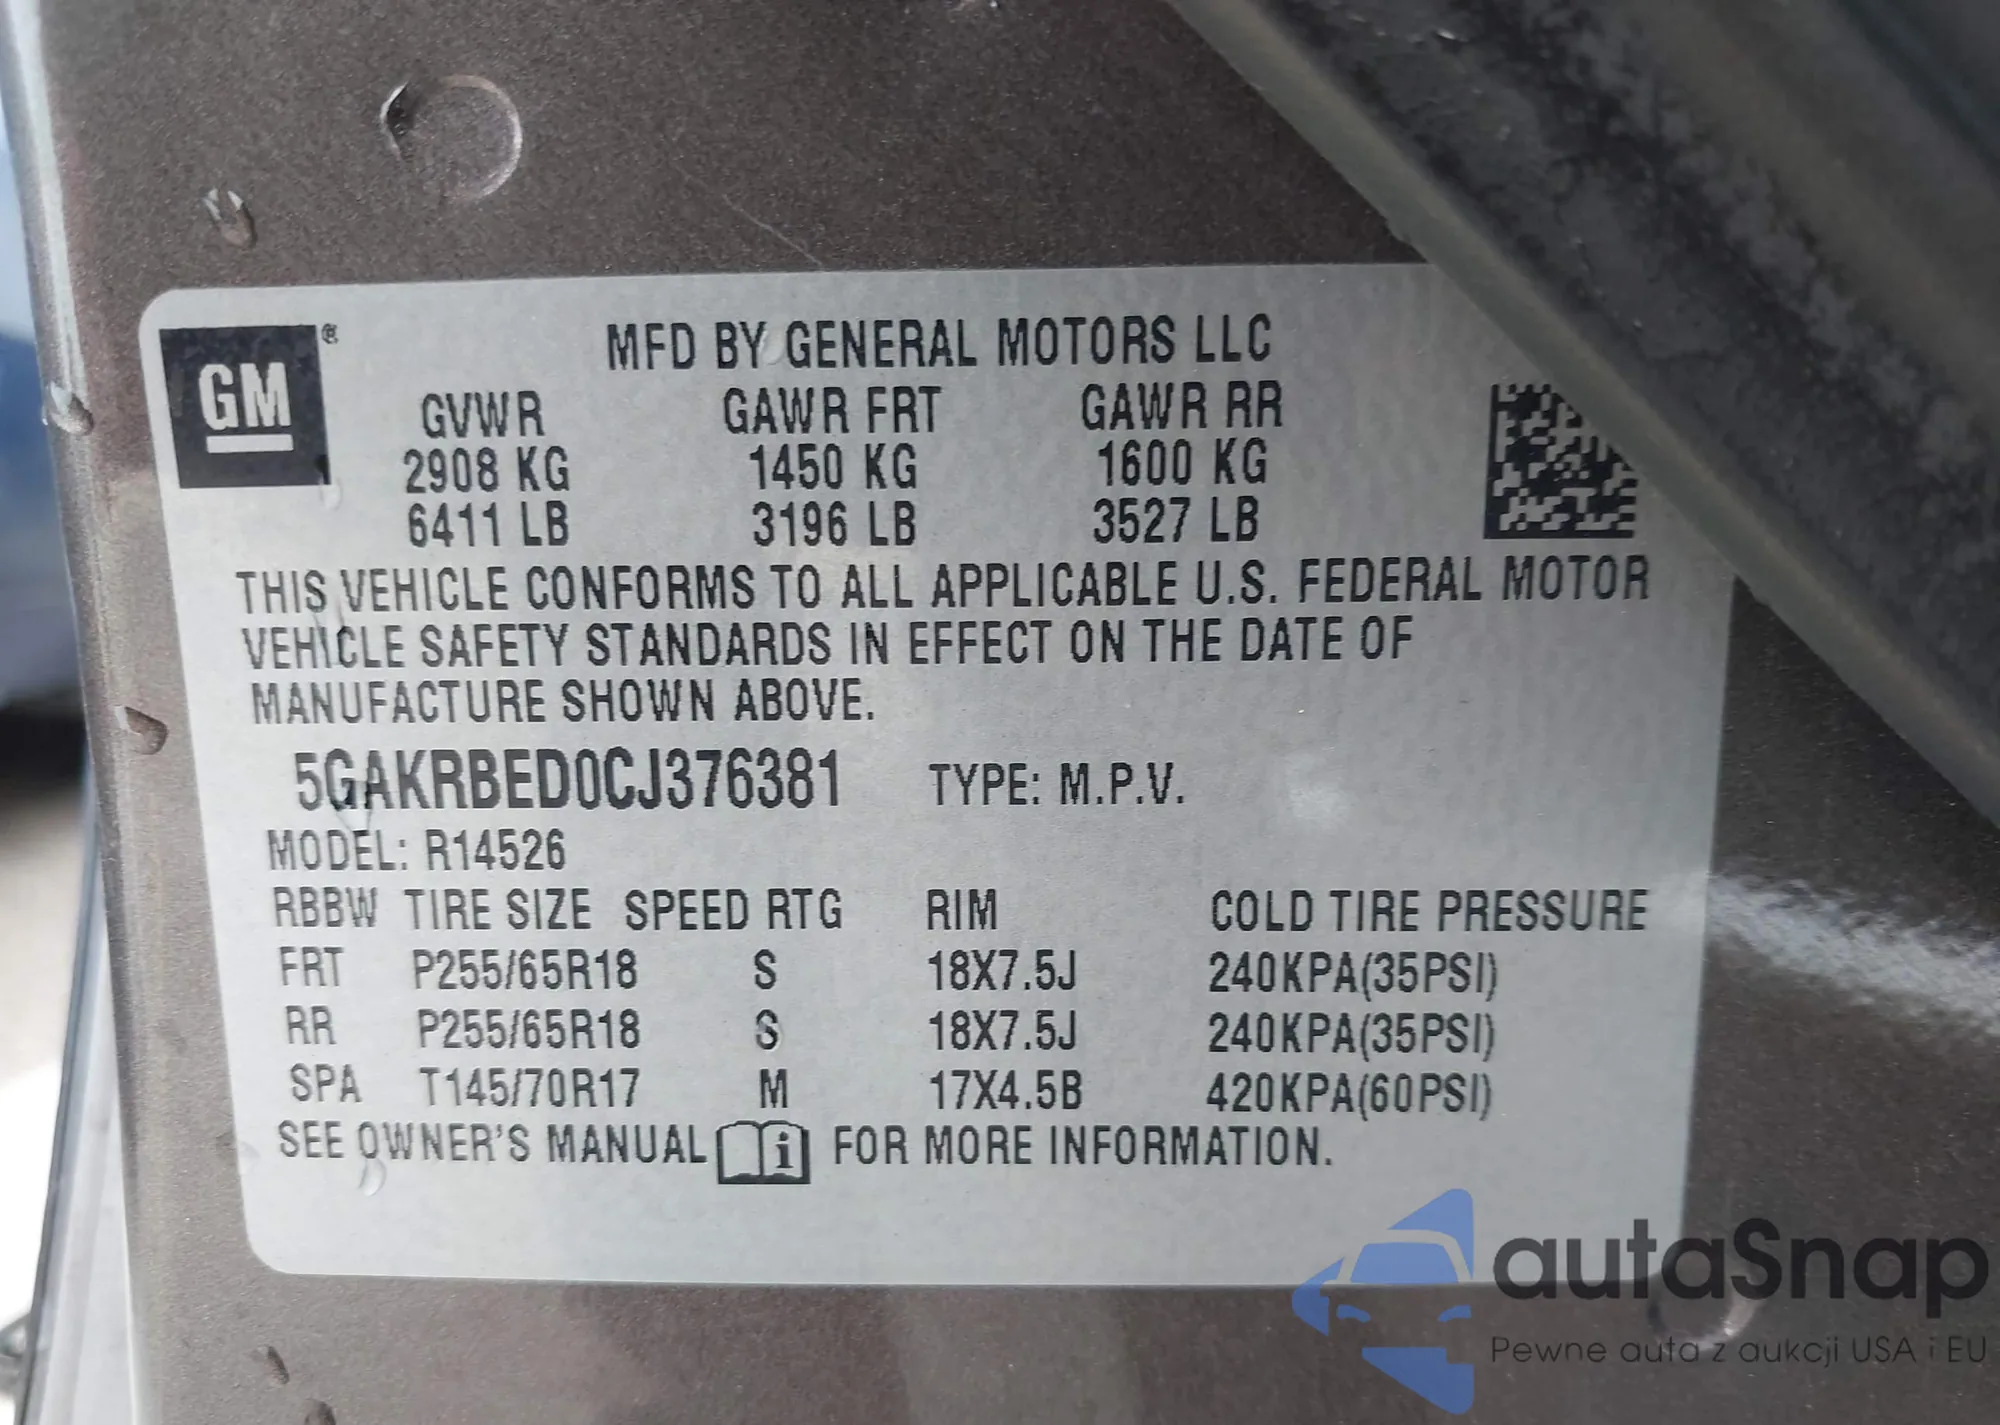 GM®
MFD BY GENERAL MOTORS LLC
GVWR GAWR FRT GAWR RR
2908 KG 1450 KG 1600 KG
6411 LB 3196 LB 3527 LB
THIS VEHICLE CONFORMS TO ALL APPLICABLE U.S. FEDERAL MOTOR
VEHICLE SAFETY STANDARDS IN EFFECT ON THE DATE OF
MANUFACTURE SHOWN ABOVE.
5GAKRBED0CJ376381 TYPE: M.P.V.
MODEL: R14526
RBBW TIRE SIZE SPEED RTG RIM COLD TIRE PRESSURE
FRT P255/65R18 S 18X7.5J 240KPA(35PSI)
RR P255/65R18 S 18X7.5J 240KPA(35PSI)
SPA T145/70R17 M 17X4.5B 420KPA(60PSI)
SEE OWNER'S MANUAL i FOR MORE INFORMATION.
autaSnap
Pewne auta z aukcji USA i EU